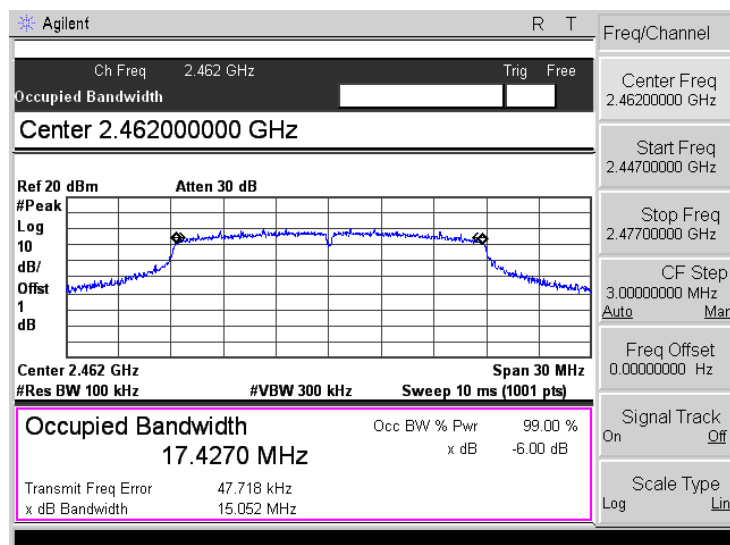 Agilent R T
Ch Freq 2.462 GHz Trig Free
Occupied Bandwidth
Center 2.462000000 GHz
Ref 20 dBm Atten 30 dB
#Peak
Log
10
dB/
Offst
1
dB
Center 2.462 GHz Span 30 MHz
#Res BW 100 kHz #VBW 300 kHz Sweep 10 ms (1001 pts)
Occupied Bandwidth Occ BW % Pwr 99.00 %
17.4270 MHz x dB -6.00 dB
Transmit Freq Error 47.718 kHz
x dB Bandwidth 15.052 MHz
Freq/Channel
Center Freq
2.46200000 GHz
Start Freq
2.44700000 GHz
Stop Freq
2.47700000 GHz
CF Step
3.00000000 MHz
Auto Man
Freq Offset
0.00000000 Hz
Signal Track
On Off
Scale Type
Log Lin